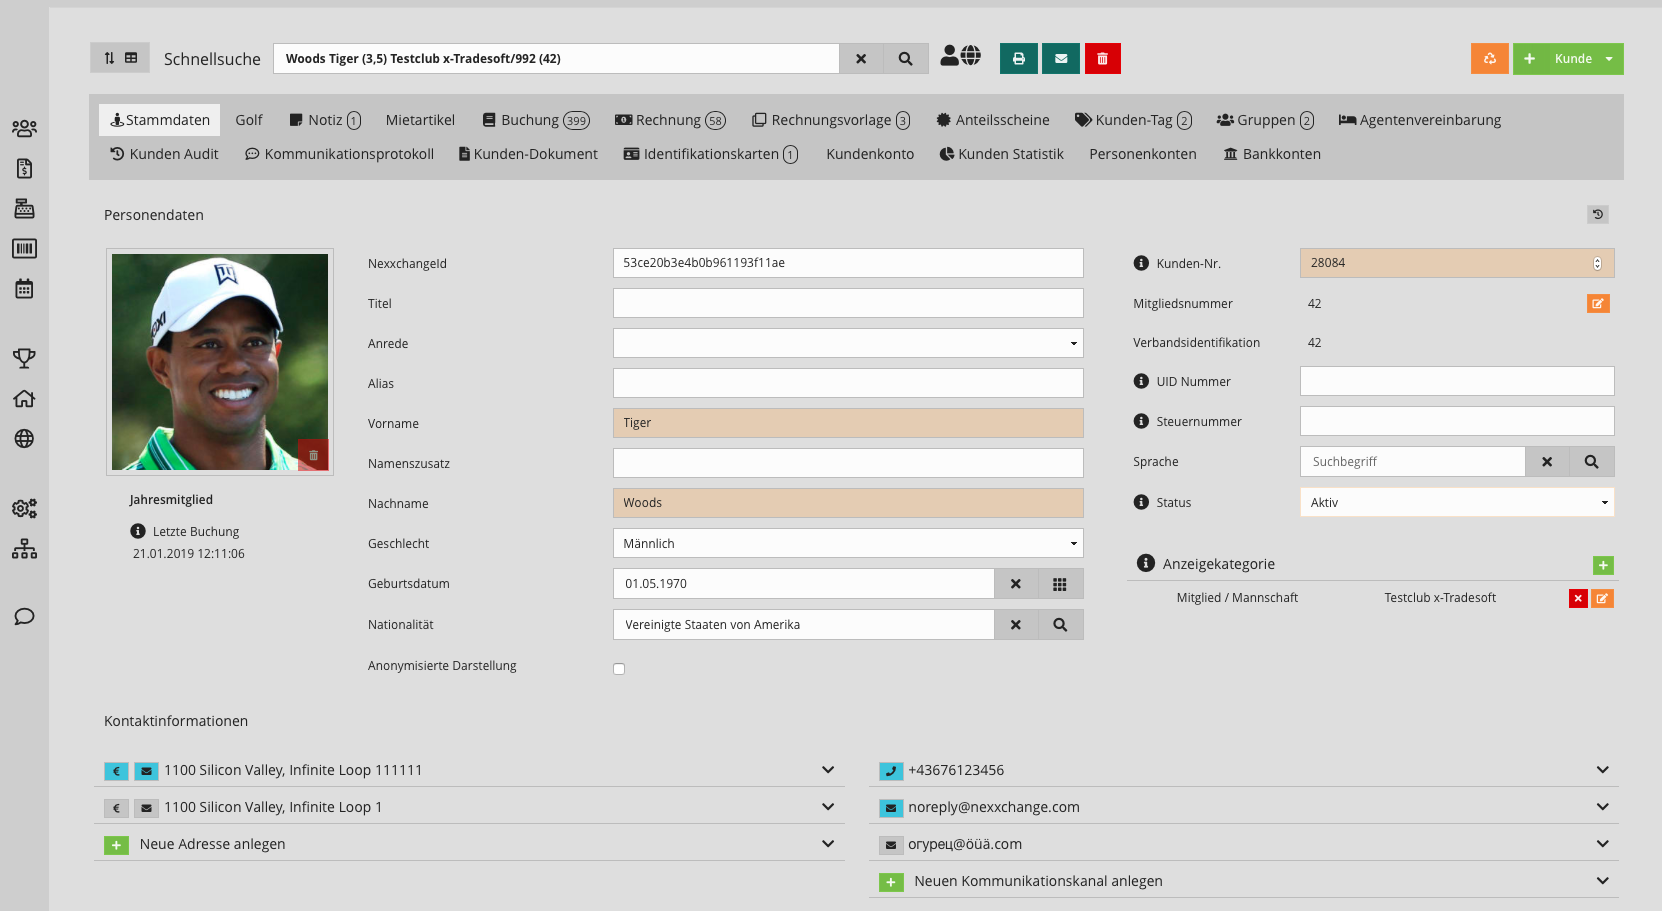 Schnellsuche Woods Tiger (3,5) Testclub x-Tradesoft/992 (42) Kunde
Stammdaten Golf Notiz 1 Mietartikel Buchung 399 Rechnung 58 Rechnungsvorlage 3 Anteilsscheine Kunden-Tag 2 Gruppen 2 Agentenvereinbarung
Kunden Audit Kommunikationsprotokoll Kunden-Dokument Identifikationskarten 1 Kundenkonto Kunden Statistik Personenkonten Bankkonten
Personendaten
Jahresmitglied
Letzte Buchung
21.01.2019 12:11:06
NexxchangeId 53ce20b3e4b0b961193f11ae
Titel
Anrede
Alias
Vorname Tiger
Namenszusatz
Nachname Woods
Geschlecht Männlich
Geburtsdatum 01.05.1970
Nationalität Vereinigte Staaten von Amerika
Anonymisierte Darstellung
Kunden-Nr. 28084
Mitgliedsnummer 42
Verbandsidentifikation 42
UID Nummer
Steuernummer
Sprache Suchbegriff
Status Aktiv
Anzeigekategorie
Mitglied / Mannschaft Testclub x-Tradesoft
Kontaktinformationen
€ 1100 Silicon Valley, Infinite Loop 111111
€ 1100 Silicon Valley, Infinite Loop 1
Neue Adresse anlegen
+43676123456
noreply@nexxchange.com
огурец@öüä.com
Neuen Kommunikationskanal anlegen